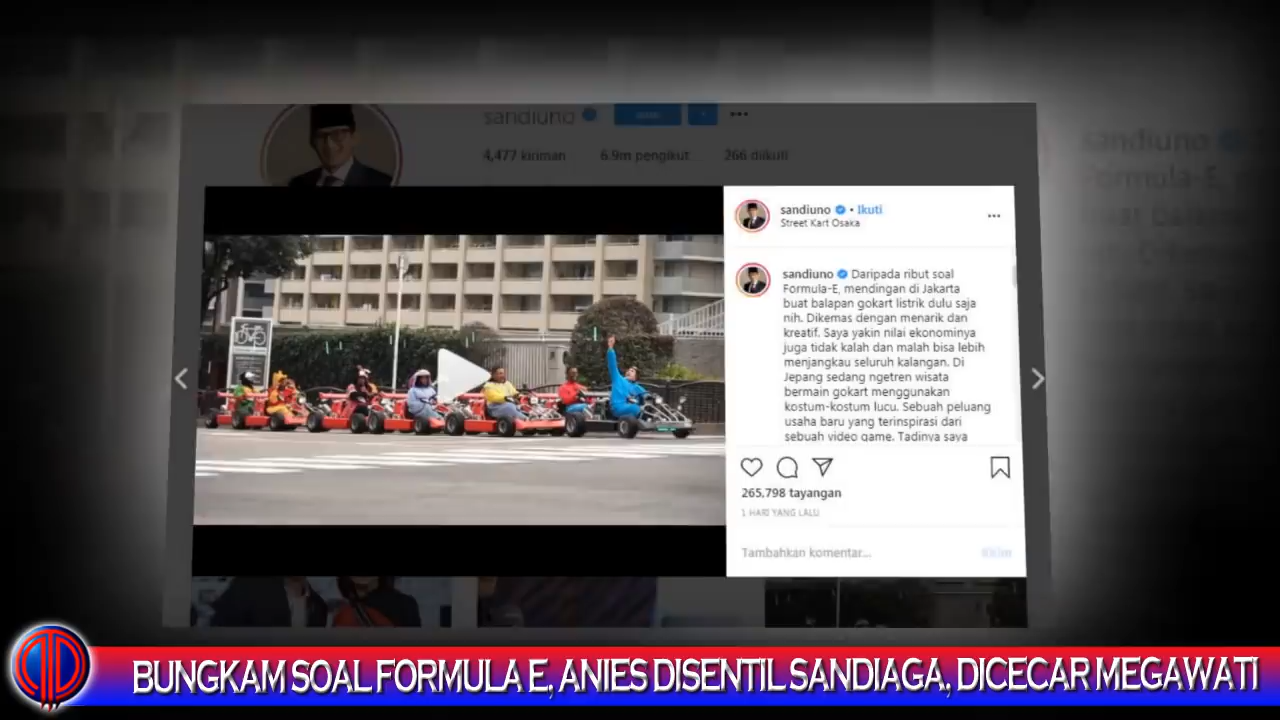 sandiuno
4,477 kiriman 6.9m pengikut 266 diikuti
sandiuno
sandiuno • Ikuti
Street Kart Osaka
sandiuno Daripada ribut soal
Formula-E, mendingan di Jakarta
buat balapan gokart listrik dulu saja
nih. Dikemas dengan menarik dan
kreatif. Saya yakin nilai ekonominya
juga tidak kalah dan malah bisa lebih
menjangkau seluruh kalangan. Di
Jepang sedang ngetren wisata
bermain gokart menggunakan
kostum-kostum lucu. Sebuah peluang
usaha baru yang terinspirasi dari
sebuah video game. Tadinya saya
265,798 tayangan
1 HARI YANG LALU
Tambahkan komentar...
BUNGKAM SOAL FORMULA E, ANIES DISENTIL SANDIAGA, DICECAR MEGAWATI